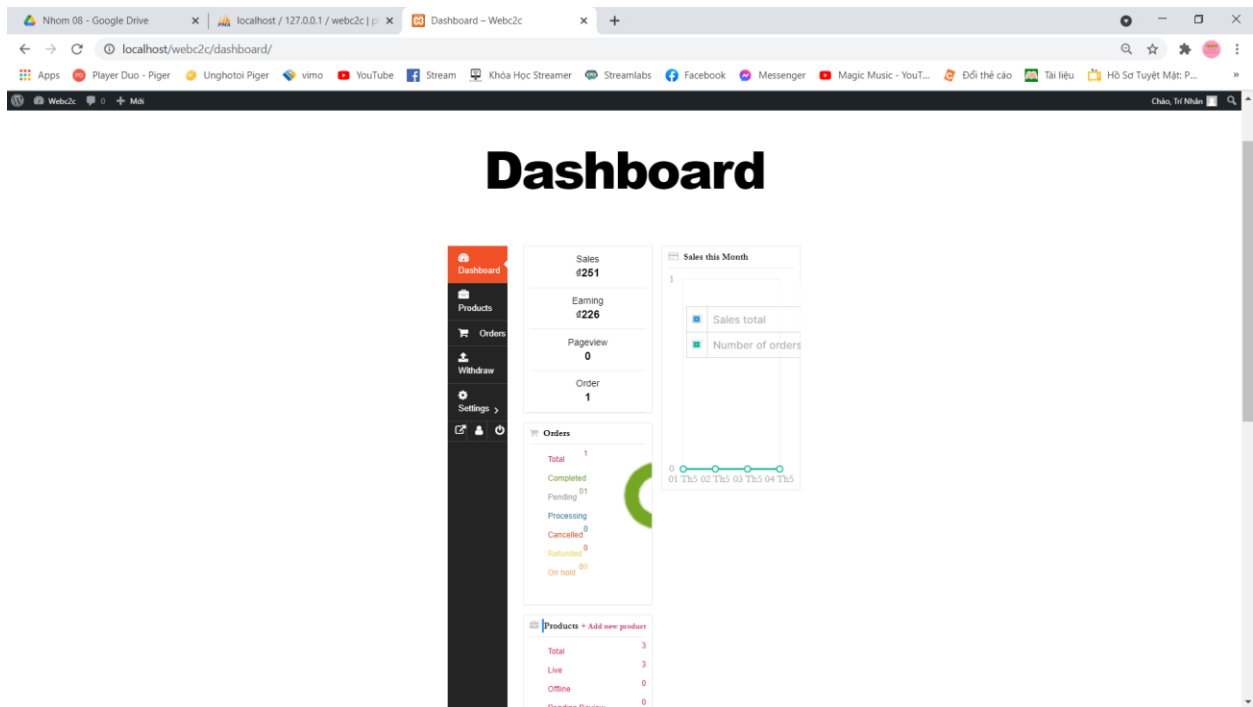 Nhom 08 - Google Drive
localhost / 127.0.0.1 / webc2c | p
Dashboard – Webc2c
localhost/webc2c/dashboard/
Apps Player Duo - Piger Unghotoi Piger vimo YouTube Stream Khóa Học Streamer Streamlabs Facebook Messenger Magic Music - YouT... Đổi thẻ cào Tài liệu Hồ Sơ Tuyệt Mật: P...
Webc2c 0 + Mới Chào, Trí Nhân
Dashboard
Dashboard
Products
Orders
Withdraw
Settings
Sales
₫251
Earning
₫226
Pageview
0
Order
1
Orders
Total 1
Completed
Pending 01
Processing
Cancelled 0
Refunded 0
On hold 00
Products + Add new product
Total 3
Live 3
Offline 0
Pending Review 0
Sales this Month
1
Sales total
Number of orders
0
01 Th5 02 Th5 03 Th5 04 Th5